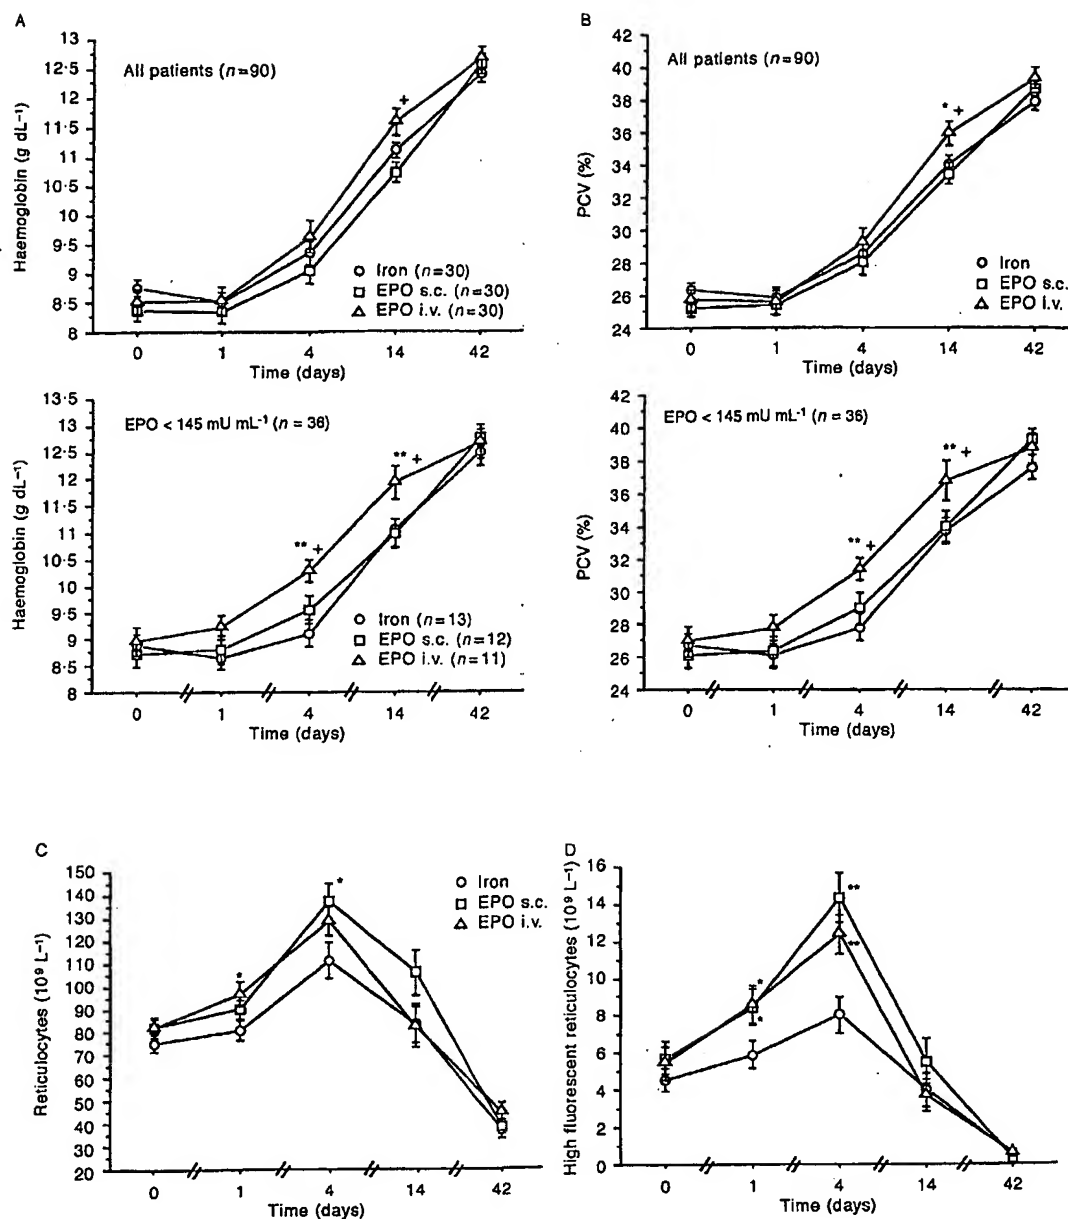 A
Haemoglobin (g dL⁻¹)
13
12·5
12
11·5
11
10·5
10
9·5
9
8·5
8
All patients (n=90)
+
Iron (n=30)
EPO s.c. (n=30)
EPO i.v. (n=30)
0 1 4 14 42
Time (days)
B
PCV (%)
42
40
38
36
34
32
30
28
26
24
All patients (n=90)
* +
Iron
EPO s.c.
EPO i.v.
0 1 4 14 42
Time (days)
Haemoglobin (g dL⁻¹)
13·5
13
12·5
12
11·5
11
10·5
10
9·5
9
8·5
8
EPO < 145 mU mL⁻¹ (n = 36)
** +
** +
Iron (n=13)
EPO s.c. (n=12)
EPO i.v. (n=11)
0 1 4 14 42
Time (days)
PCV (%)
42
40
38
36
34
32
30
28
26
24
EPO < 145 mU mL⁻¹ (n = 36)
** +
** +
0 1 4 14 42
Time (days)
C
Reticulocytes (10⁹ L⁻¹)
150
140
130
120
110
100
90
80
70
60
50
40
30
20
*
*
Iron
EPO s.c.
EPO i.v.
0 1 4 14 42
Time (days)
D
High fluorescent reticulocytes (10⁹ L⁻¹)
16
14
12
10
8
6
4
2
0
**
**
*
*
0 1 4 14 42
Time (days)